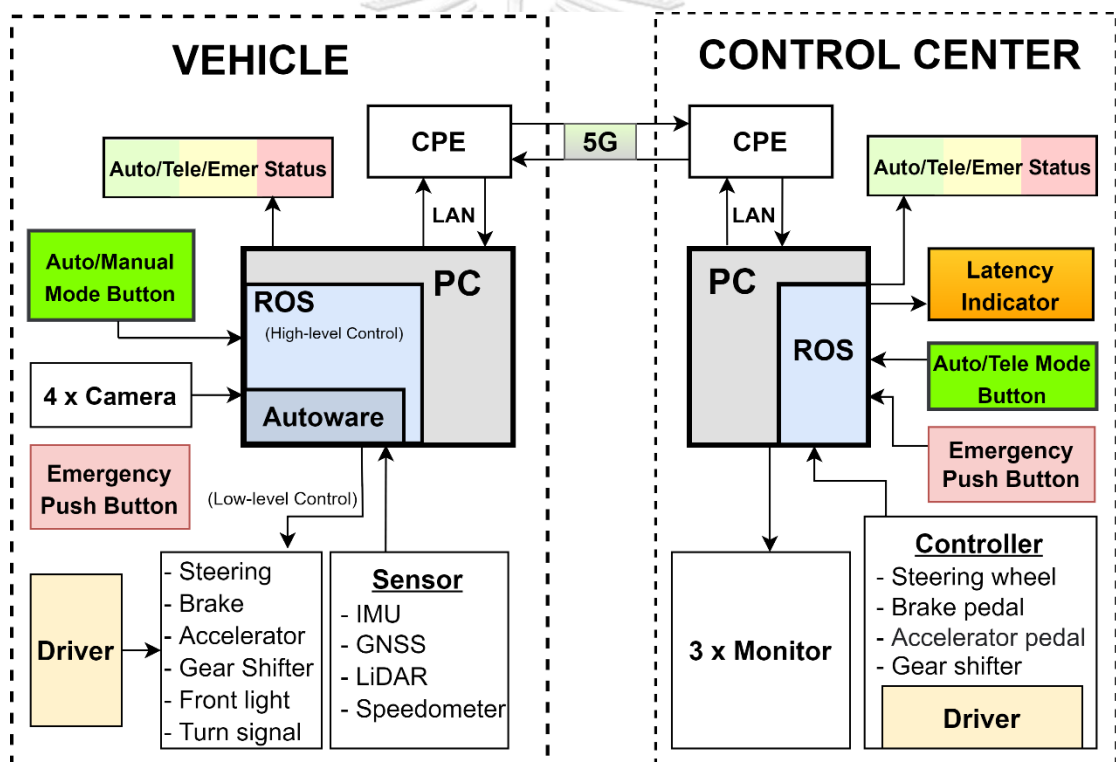 VEHICLE
CPE
Auto/Tele/Emer Status
LAN
Auto/Manual
Mode Button
PC
ROS
(High-level Control)
4 x Camera
Autoware
Emergency
Push Button
(Low-level Control)
Driver
- Steering
- Brake
- Accelerator
- Gear Shifter
- Front light
- Turn signal
Sensor
- IMU
- GNSS
- LiDAR
- Speedometer
5G
CONTROL CENTER
CPE
Auto/Tele/Emer Status
LAN
PC
ROS
Latency
Indicator
Auto/Tele Mode
Button
Emergency
Push Button
3 x Monitor
Controller
- Steering wheel
- Brake pedal
- Accelerator pedal
- Gear shifter
Driver